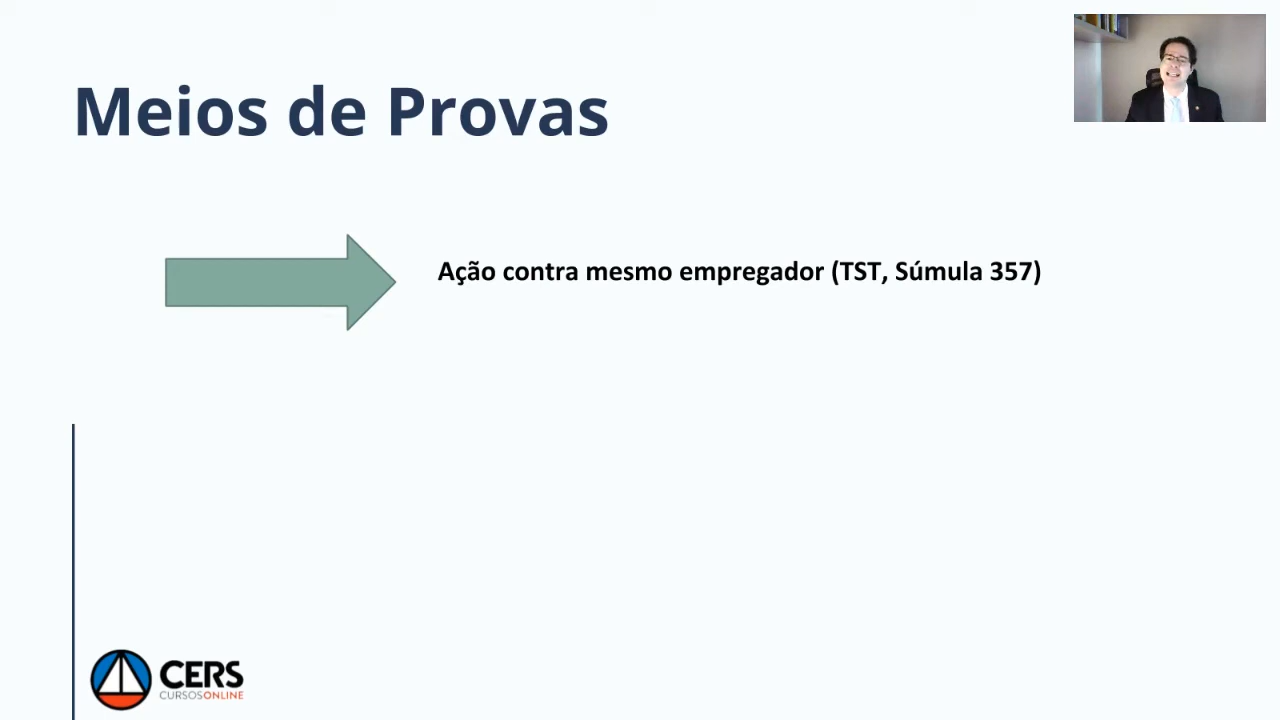 Meios de Provas
Ação contra mesmo empregador (TST, Súmula 357)
CERS
CURSOSONLINE